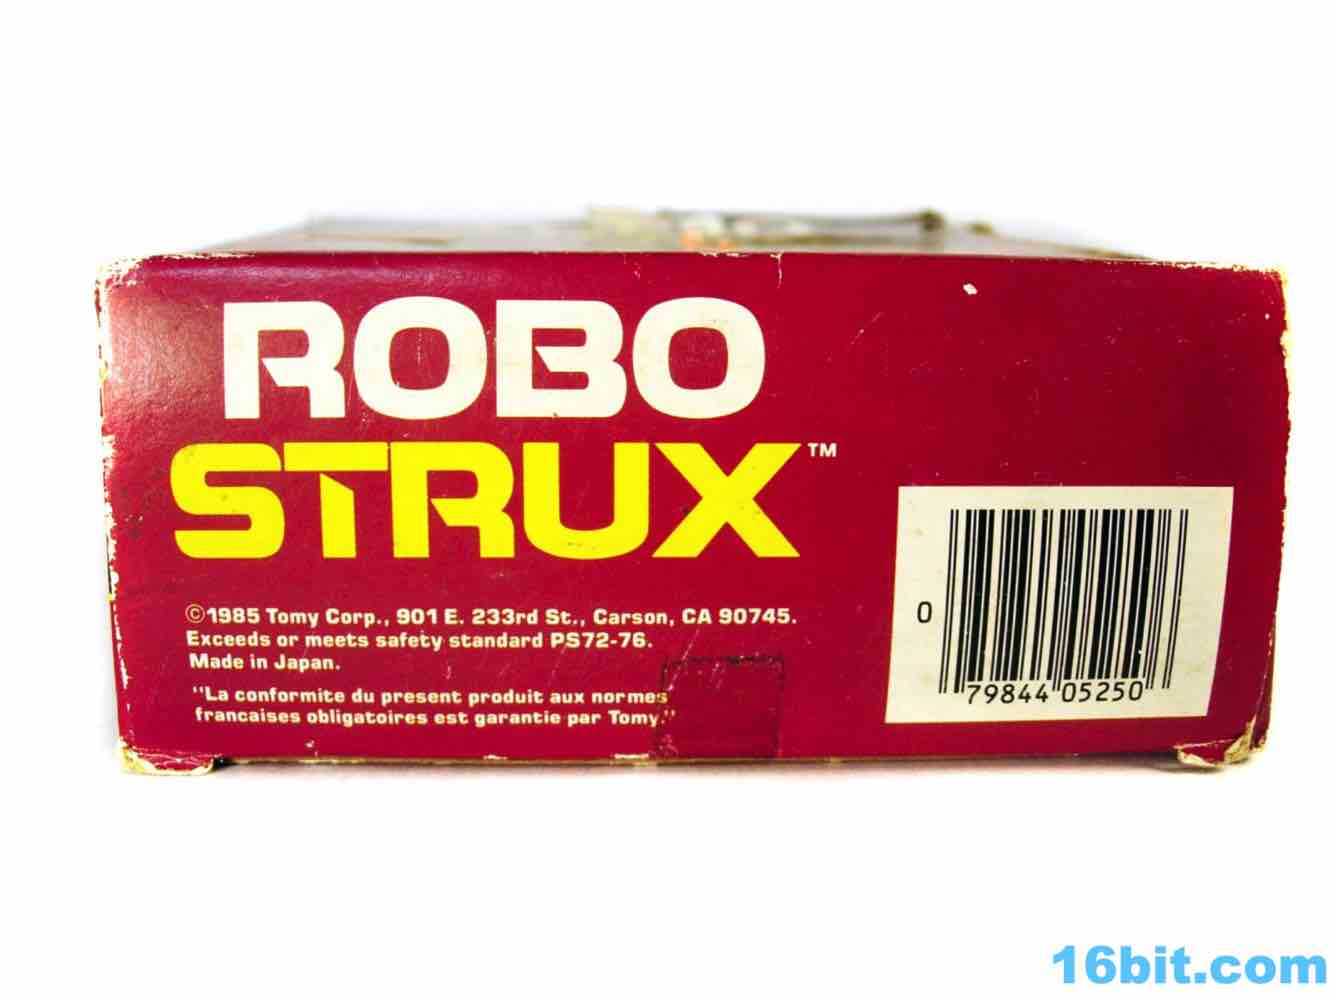 ROBO
STRUX™
©1985 Tomy Corp., 901 E. 233rd St., Carson, CA 90745.
Exceeds or meets safety standard PS72-76.
Made in Japan.
"La conformite du present produit aux normes
francaises obligatoires est garantie par Tomy."
0 79844 05250
16bit.com